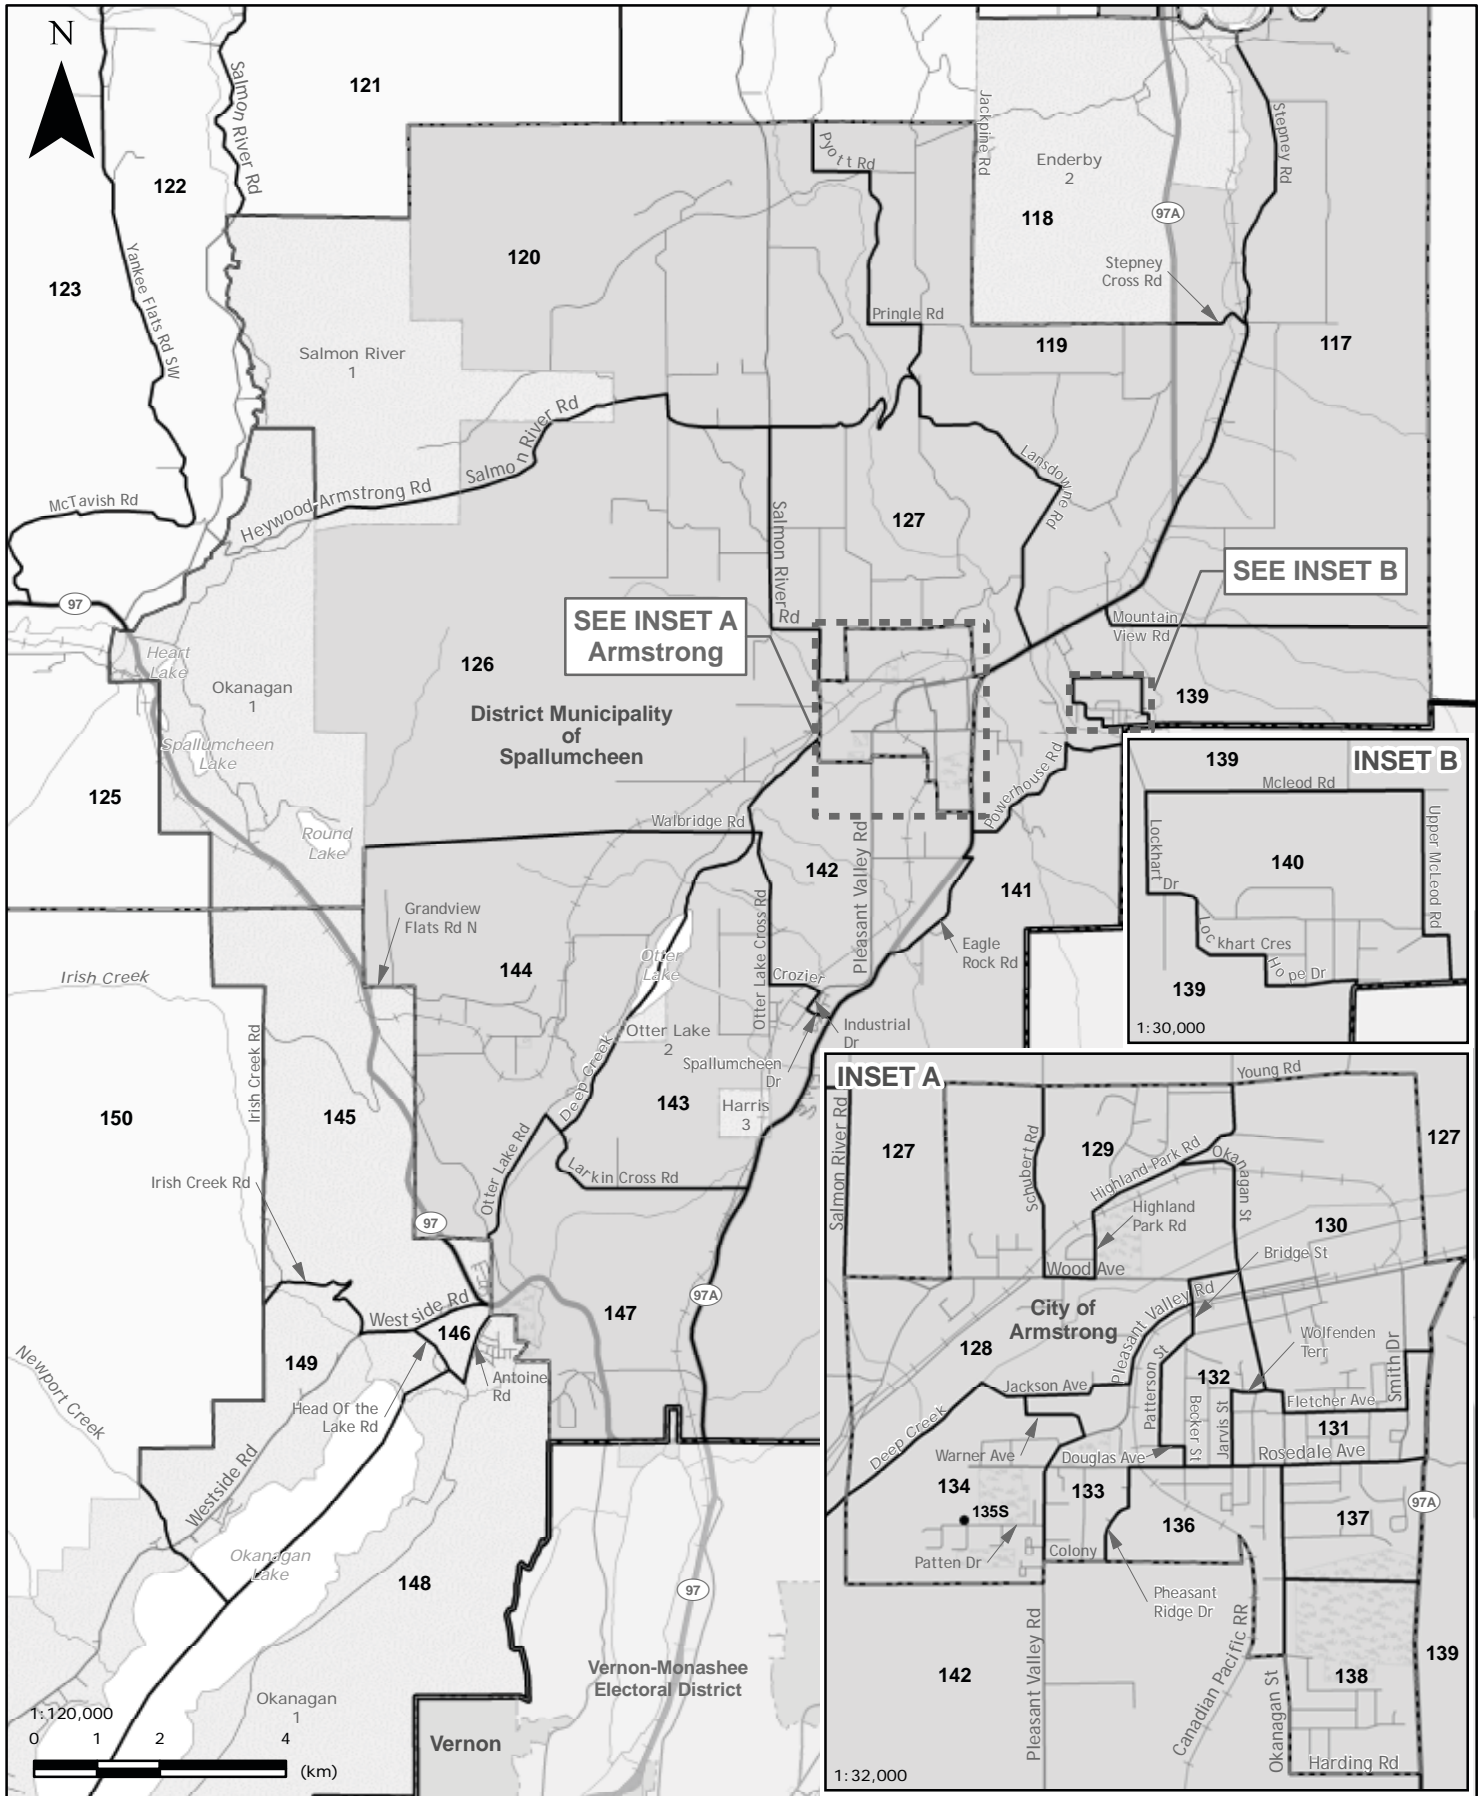 N
Salmon River Rd
121
122
123
Yankee Flats Rd SW
120
Pyott Rd
Jackpine Rd
Enderby
2
118
97A
Stepney Rd
Stepney
Cross Rd
Pringle Rd
119
117
Salmon River
1
Salmon River Rd
Heywood-Armstrong Rd
McTavish Rd
Lansdowne Rd
127
Salmon River Rd
SEE INSET B
97
SEE INSET A
Armstrong
Mountain
View Rd
Heart
Lake
126
Okanagan
1
139
District Municipality
of
Spallumcheen
Spallumcheen
Lake
125
Round
Lake
Walbridge Rd
Powerhouse Rd
Pleasant Valley Rd
142
141
Grandview
Flats Rd N
Otter Lake Cross Rd
Eagle
Rock Rd
Irish Creek
144
Otter
Lake
Crozier
Otter Lake
2
Industrial
Dr
Spallumcheen
Dr
Deep Creek
Irish Creek Rd
150
145
143
Harris
3
Otter Lake Rd
Larkin Cross Rd
Irish Creek Rd
97
Westside Rd
146
147
97A
149
Antoine
Rd
Head Of the
Lake Rd
Newport Creek
Westside Rd
Okanagan
Lake
148
97
Vernon-Monashee
Electoral District
Okanagan
1
Vernon
1:120,000
0 1 2 4
(km)
INSET B
139
Mcleod Rd
Lockhart
Dr
Upper McLeod Rd
140
Lockhart Cres
Hope Dr
139
1:30,000
INSET A
Young Rd
Salmon River Rd
127
Schubert Rd
129
127
Highland Park Rd
Okanagan St
Highland
Park Rd
130
Bridge St
Wood Ave
City of
Armstrong
Pleasant Valley Rd
128
Wolfenden
Terr
Smith Dr
Jackson Ave
Patterson St
132
Becker St
Jarvis St
Fletcher Ave
131
Deep Creek
Warner Ave
Douglas Ave
Rosedale Ave
134
133
135S
97A
136
137
Patten Dr
Colony
Pheasant
Ridge Dr
Pleasant Valley Rd
Canadian Pacific RR
Okanagan St
142
139
138
Harding Rd
1:32,000